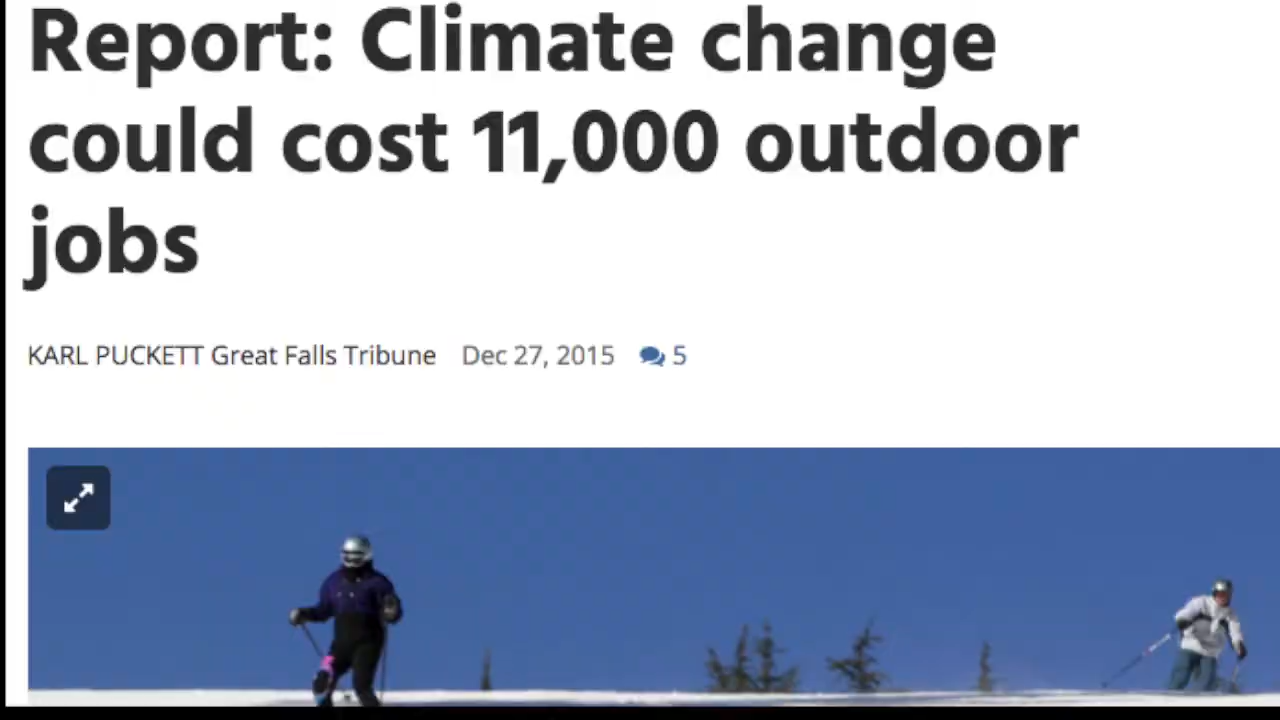 Report: Climate change
could cost 11,000 outdoor
jobs
KARL PUCKETT Great Falls Tribune Dec 27, 2015 5